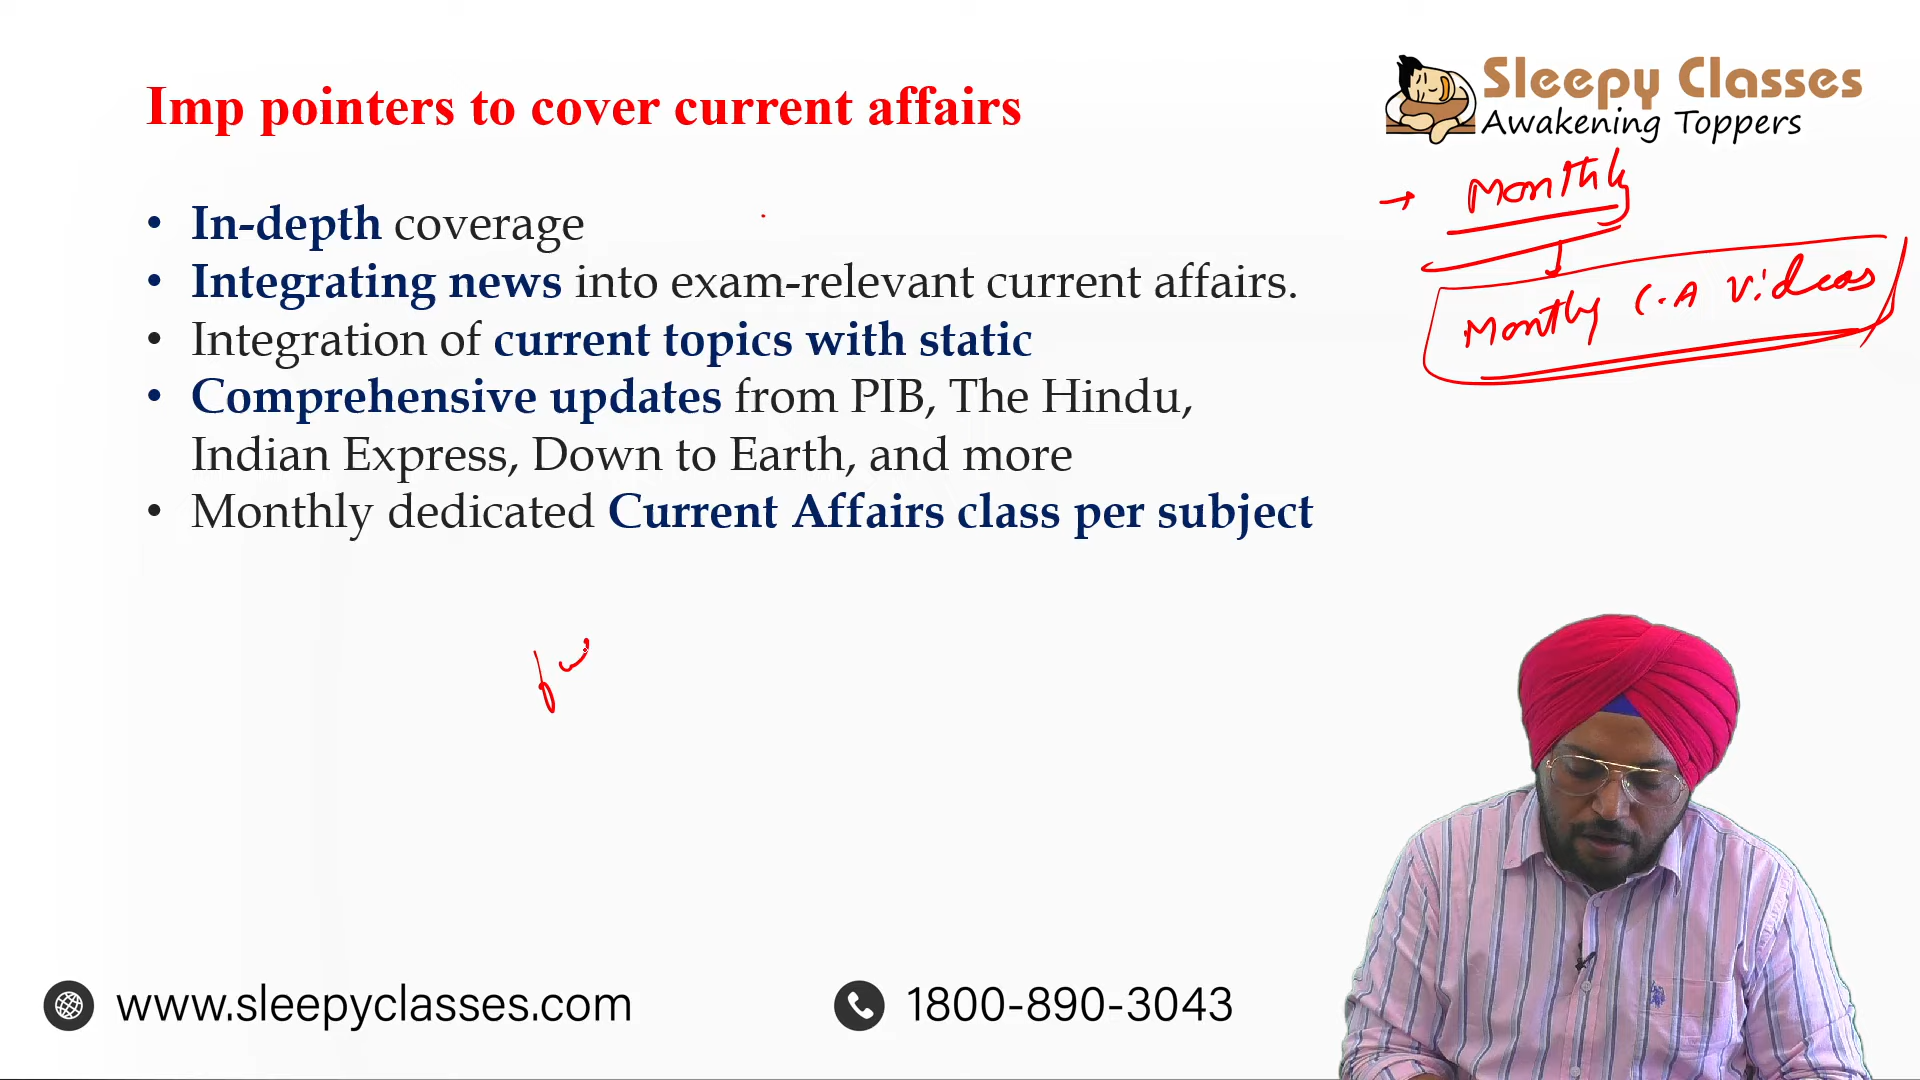 Sleepy Classes
Awakening Toppers
Imp pointers to cover current affairs
→ Monthly
Monthly C.A Videos
• In-depth coverage
• Integrating news into exam-relevant current affairs.
• Integration of current topics with static
• Comprehensive updates from PIB, The Hindu,
Indian Express, Down to Earth, and more
• Monthly dedicated Current Affairs class per subject
www.sleepyclasses.com
1800-890-3043